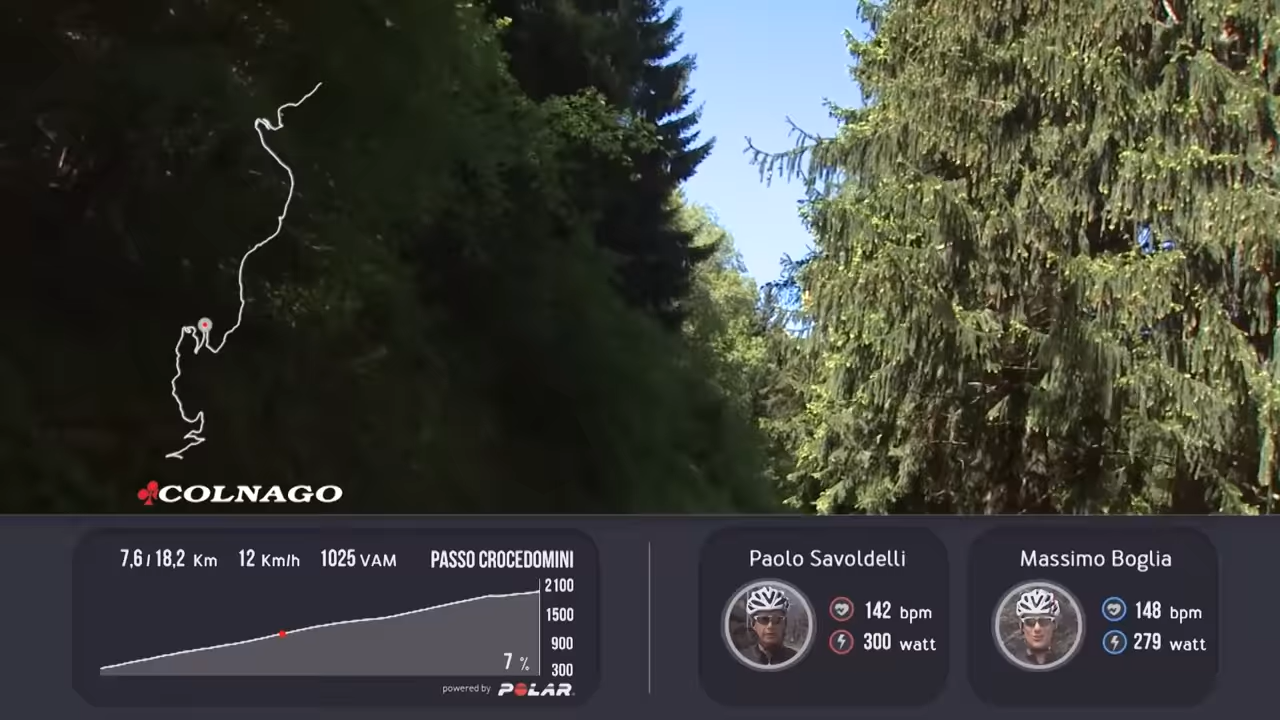 COLNAGO
7,6 / 18,2 Km 12 Km/h 1025 VAM PASSO CROCEDOMINI
2100
1500
900
300
7 %
powered by POLAR
Paolo Savoldelli
142 bpm
300 watt
Massimo Boglia
148 bpm
279 watt